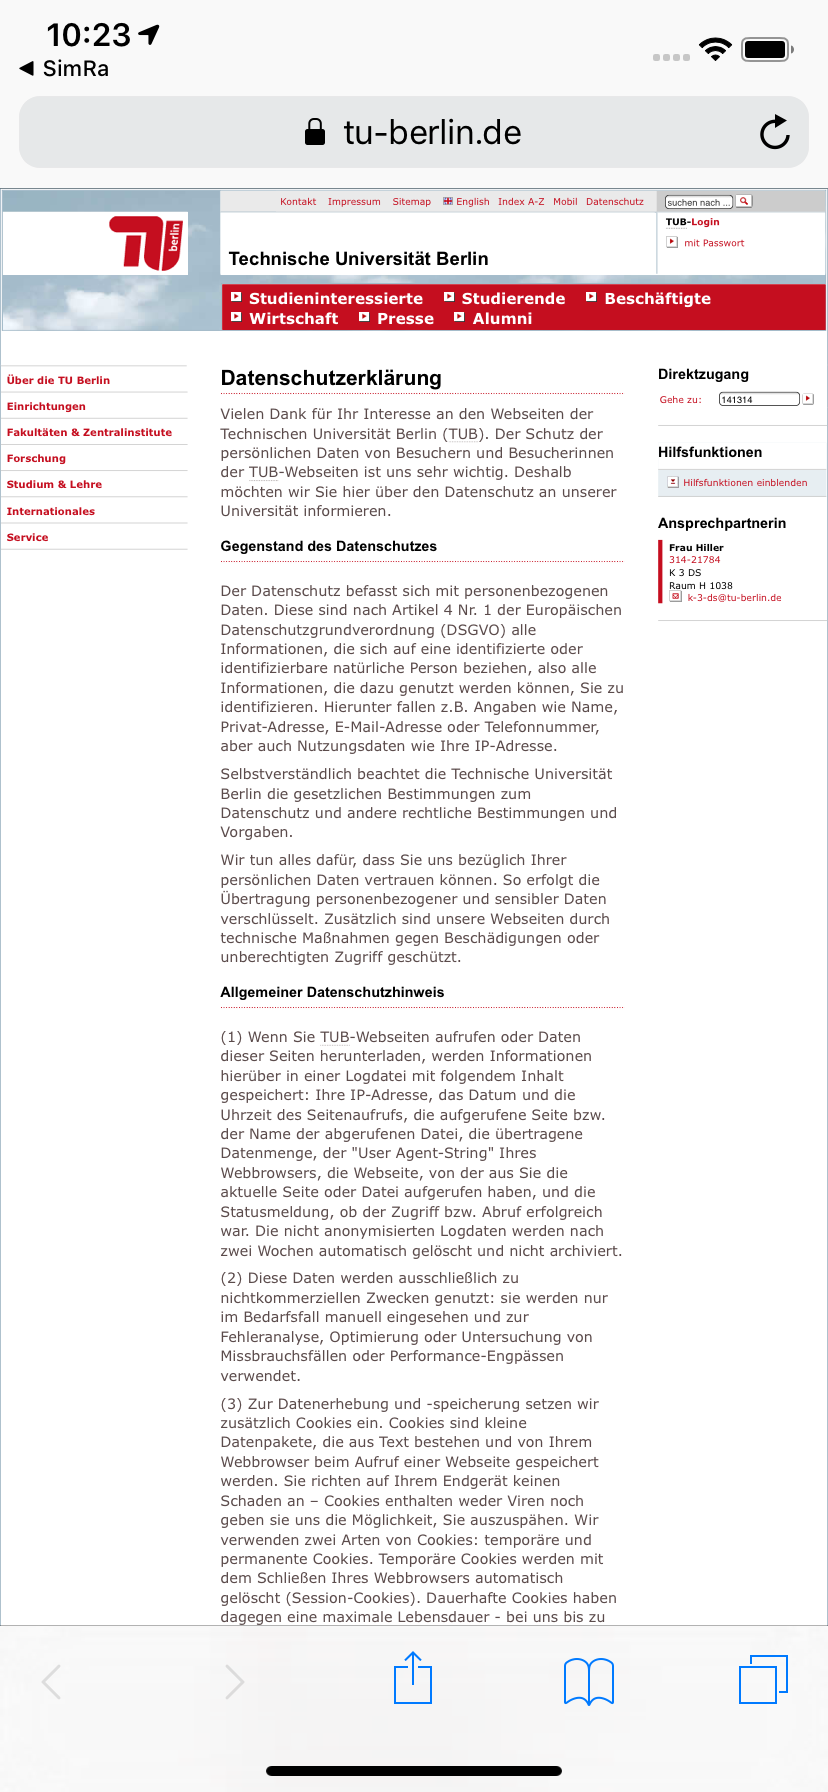 10:23
◀ SimRa
tu-berlin.de
Kontakt Impressum Sitemap English Index A-Z Mobil Datenschutz
suchen nach ...
TU berlin
TUB-Login
mit Passwort
Technische Universität Berlin
Studieninteressierte Studierende Beschäftigte
Wirtschaft Presse Alumni
Über die TU Berlin
Einrichtungen
Fakultäten & Zentralinstitute
Forschung
Studium & Lehre
Internationales
Service
Datenschutzerklärung
Vielen Dank für Ihr Interesse an den Webseiten der
Technischen Universität Berlin (TUB). Der Schutz der
persönlichen Daten von Besuchern und Besucherinnen
der TUB-Webseiten ist uns sehr wichtig. Deshalb
möchten wir Sie hier über den Datenschutz an unserer
Universität informieren.
Gegenstand des Datenschutzes
Der Datenschutz befasst sich mit personenbezogenen
Daten. Diese sind nach Artikel 4 Nr. 1 der Europäischen
Datenschutzgrundverordnung (DSGVO) alle
Informationen, die sich auf eine identifizierte oder
identifizierbare natürliche Person beziehen, also alle
Informationen, die dazu genutzt werden können, Sie zu
identifizieren. Hierunter fallen z.B. Angaben wie Name,
Privat-Adresse, E-Mail-Adresse oder Telefonnummer,
aber auch Nutzungsdaten wie Ihre IP-Adresse.
Selbstverständlich beachtet die Technische Universität
Berlin die gesetzlichen Bestimmungen zum
Datenschutz und andere rechtliche Bestimmungen und
Vorgaben.
Wir tun alles dafür, dass Sie uns bezüglich Ihrer
persönlichen Daten vertrauen können. So erfolgt die
Übertragung personenbezogener und sensibler Daten
verschlüsselt. Zusätzlich sind unsere Webseiten durch
technische Maßnahmen gegen Beschädigungen oder
unberechtigten Zugriff geschützt.
Allgemeiner Datenschutzhinweis
(1) Wenn Sie TUB-Webseiten aufrufen oder Daten
dieser Seiten herunterladen, werden Informationen
hierüber in einer Logdatei mit folgendem Inhalt
gespeichert: Ihre IP-Adresse, das Datum und die
Uhrzeit des Seitenaufrufs, die aufgerufene Seite bzw.
der Name der abgerufenen Datei, die übertragene
Datenmenge, der "User Agent-String" Ihres
Webbrowsers, die Webseite, von der aus Sie die
aktuelle Seite oder Datei aufgerufen haben, und die
Statusmeldung, ob der Zugriff bzw. Abruf erfolgreich
war. Die nicht anonymisierten Logdaten werden nach
zwei Wochen automatisch gelöscht und nicht archiviert.
(2) Diese Daten werden ausschließlich zu
nichtkommerziellen Zwecken genutzt: sie werden nur
im Bedarfsfall manuell eingesehen und zur
Fehleranalyse, Optimierung oder Untersuchung von
Missbrauchsfällen oder Performance-Engpässen
verwendet.
(3) Zur Datenerhebung und -speicherung setzen wir
zusätzlich Cookies ein. Cookies sind kleine
Datenpakete, die aus Text bestehen und von Ihrem
Webbrowser beim Aufruf einer Webseite gespeichert
werden. Sie richten auf Ihrem Endgerät keinen
Schaden an – Cookies enthalten weder Viren noch
geben sie uns die Möglichkeit, Sie auszuspähen. Wir
verwenden zwei Arten von Cookies: temporäre und
permanente Cookies. Temporäre Cookies werden mit
dem Schließen Ihres Webbrowsers automatisch
gelöscht (Session-Cookies). Dauerhafte Cookies haben
dagegen eine maximale Lebensdauer - bei uns bis zu
Direktzugang
Gehe zu: 141314
Hilfsfunktionen
Hilfsfunktionen einblenden
Ansprechpartnerin
Frau Hiller
314-21784
K 3 DS
Raum H 1038
k-3-ds@tu-berlin.de